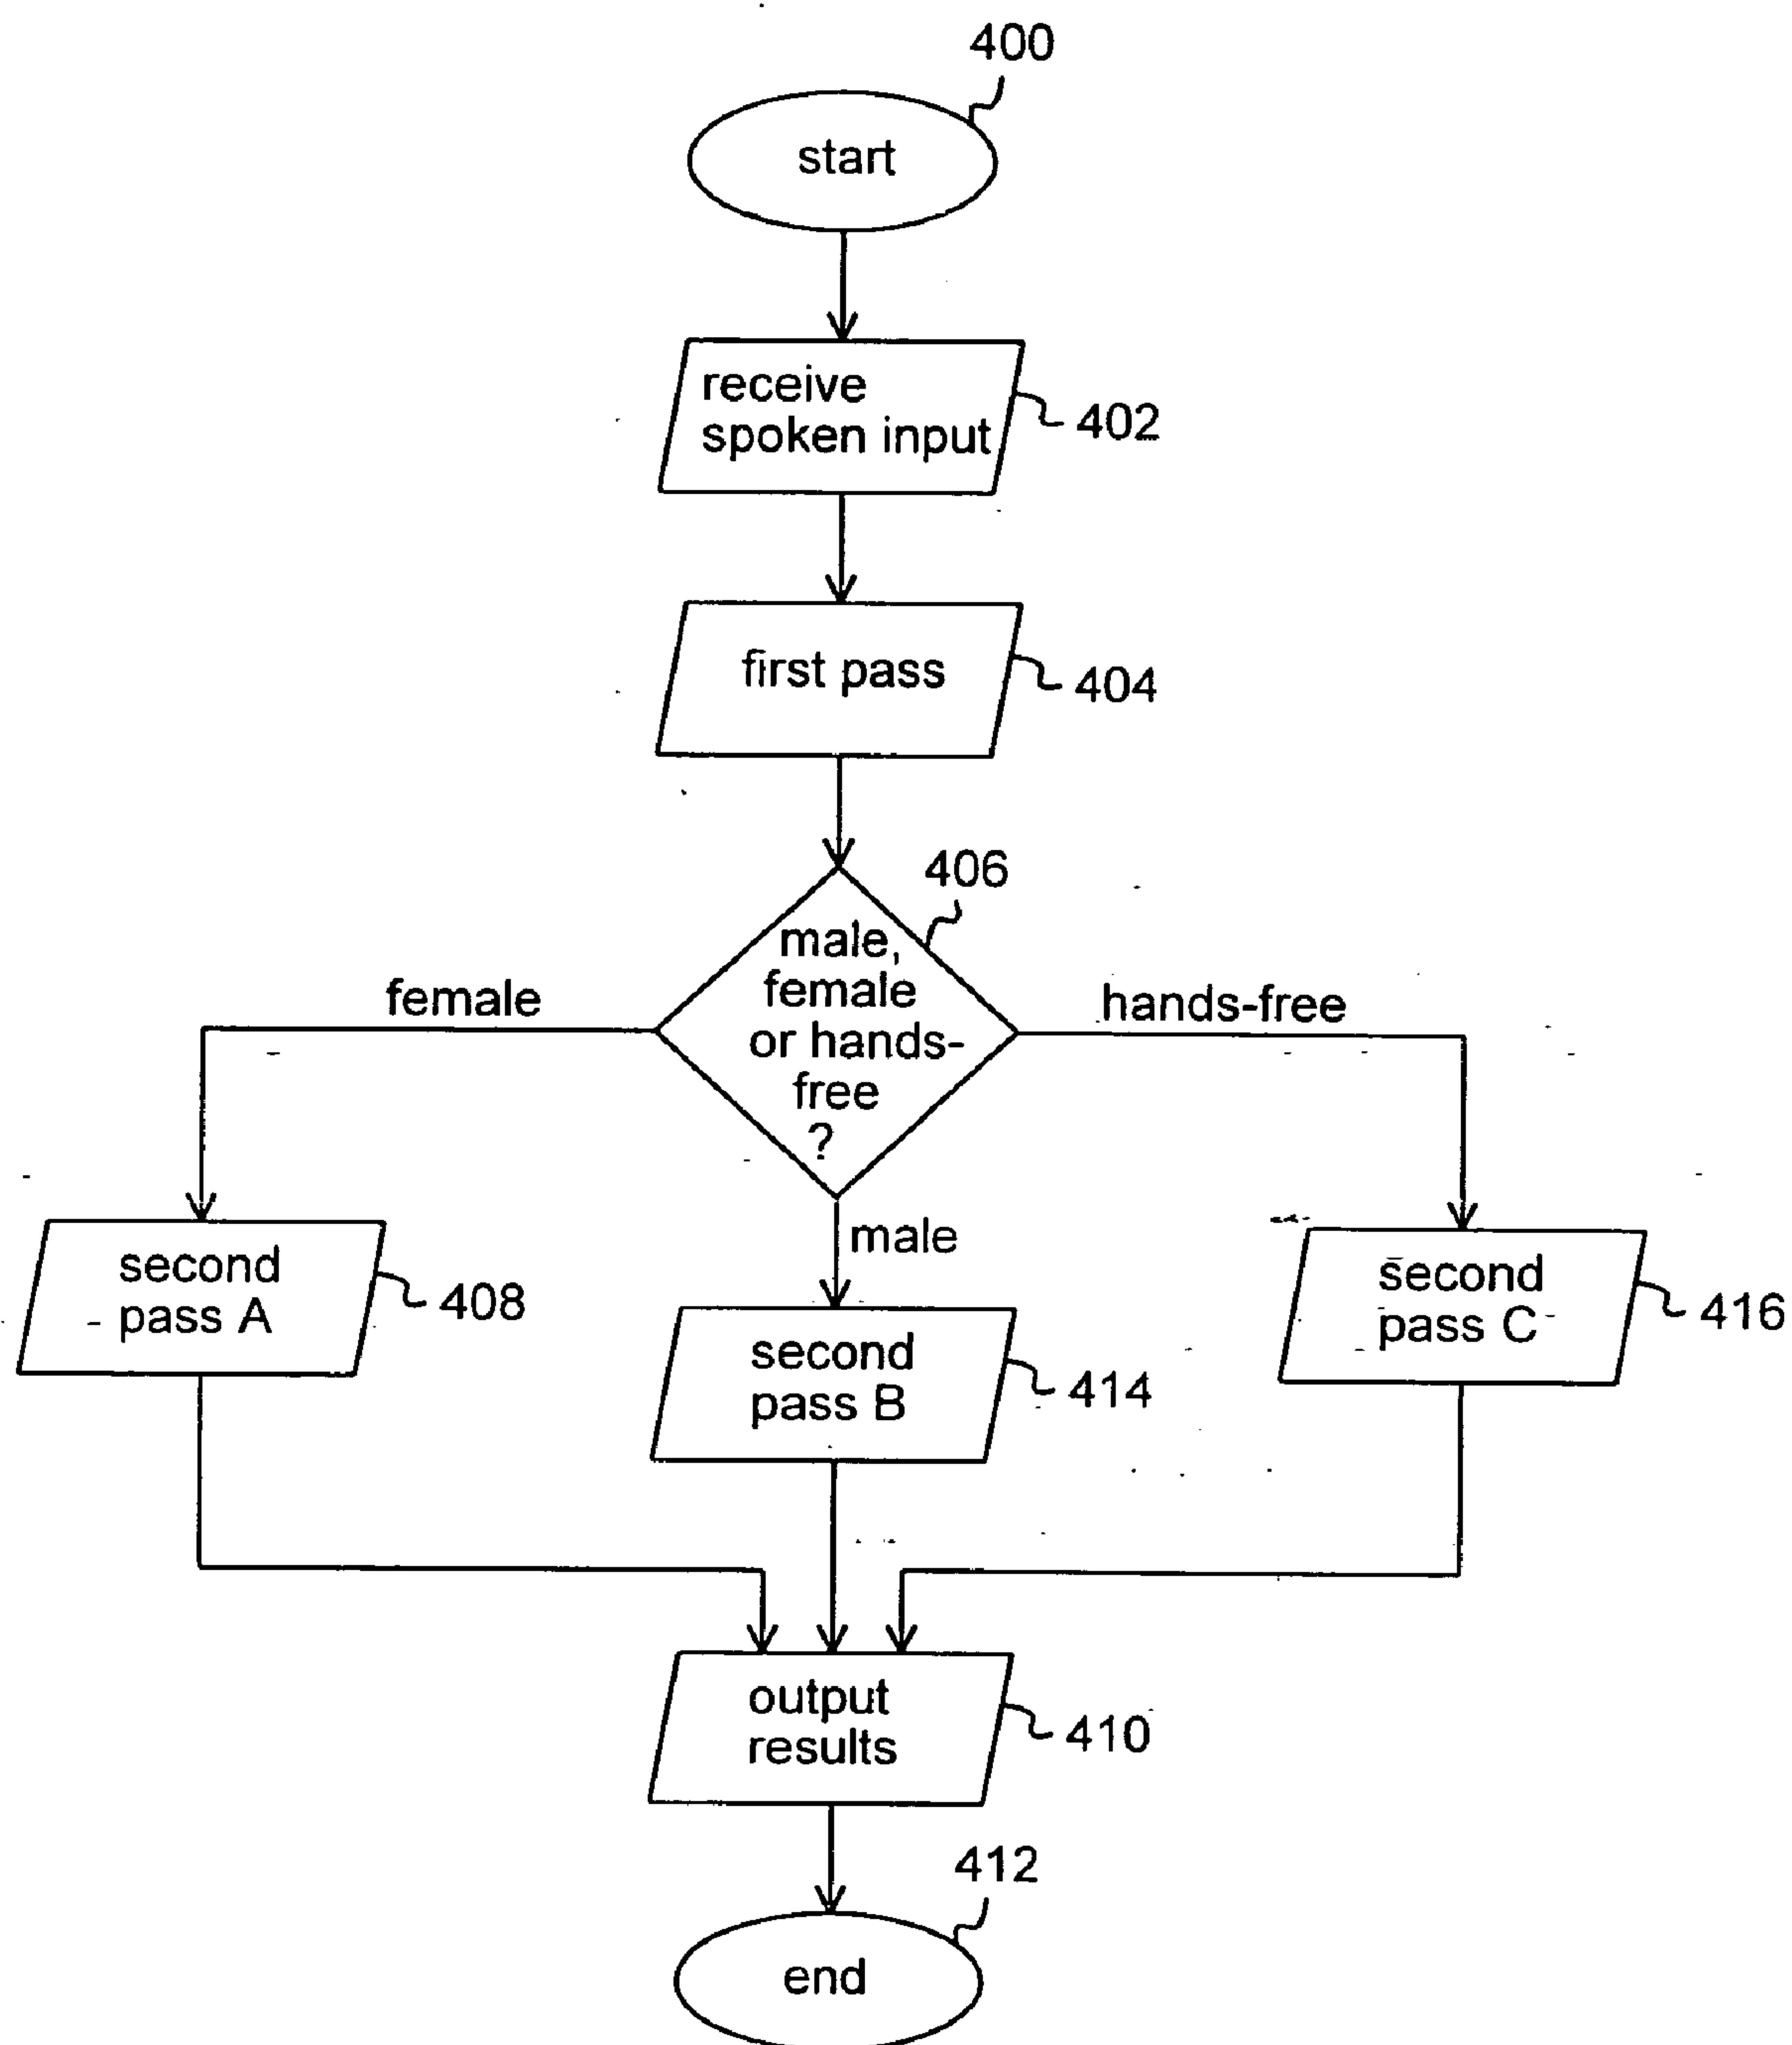 400
start
receive
spoken input
402
first pass
404
406
male,
female
or hands-
free
?
female
hands-free
male
second
pass A
408
second
pass B
414
second
pass C
416
output
results
410
412
end